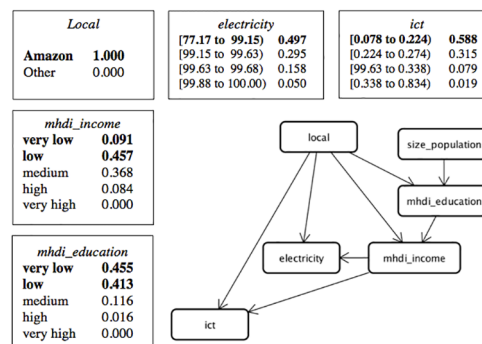 Local
Amazon 1.000
Other 0.000
electricity
[77.17 to 99.15) 0.497
(99.15 to 99.63) 0.295
(99.63 to 99.68) 0.158
(99.88 to 100.00) 0.050
ict
[0.078 to 0.224) 0.588
[0.224 to 0.274) 0.315
(99.63 to 0.338) 0.079
[0.338 to 0.834) 0.019
mhdi_income
very low 0.091
low 0.457
medium 0.368
high 0.084
very high 0.000
mhdi_education
very low 0.455
low 0.413
medium 0.116
high 0.016
very high 0.000
local
size_population
mhdi_education
electricity
mhdi_income
ict